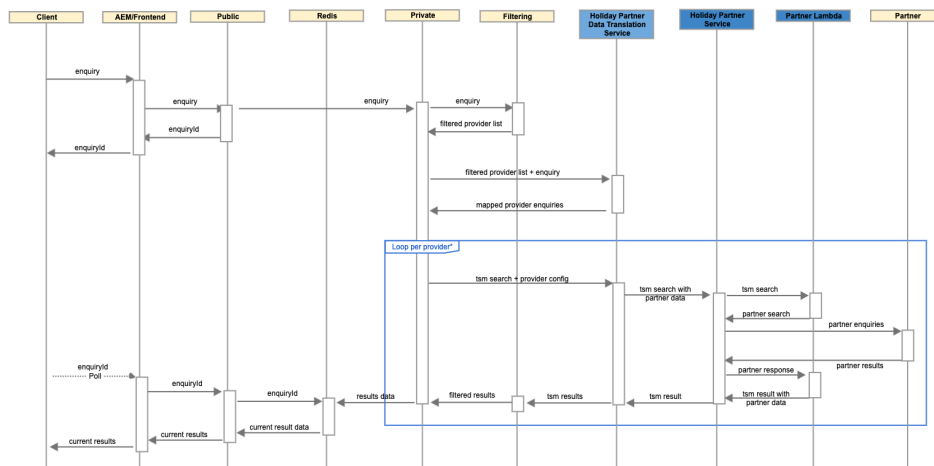 Client
AEM/Frontend
Public
Redis
Private
Filtering
Holiday Partner
Data Translation
Service
Holiday Partner
Service
Partner Lambda
Partner
enquiry
enquiry
enquiry
enquiry
enquiryId
filtered provider list
enquiryId
filtered provider list + enquiry
mapped provider enquiries
Loop per provider*
tsm search + provider config
tsm search with
partner data
tsm search
partner search
partner enquiries
partner results
partner response
enquiryId
Poll
enquiryId
enquiryId
results data
filtered results
tsm results
tsm result
tsm result with
partner data
current result data
current results
current results